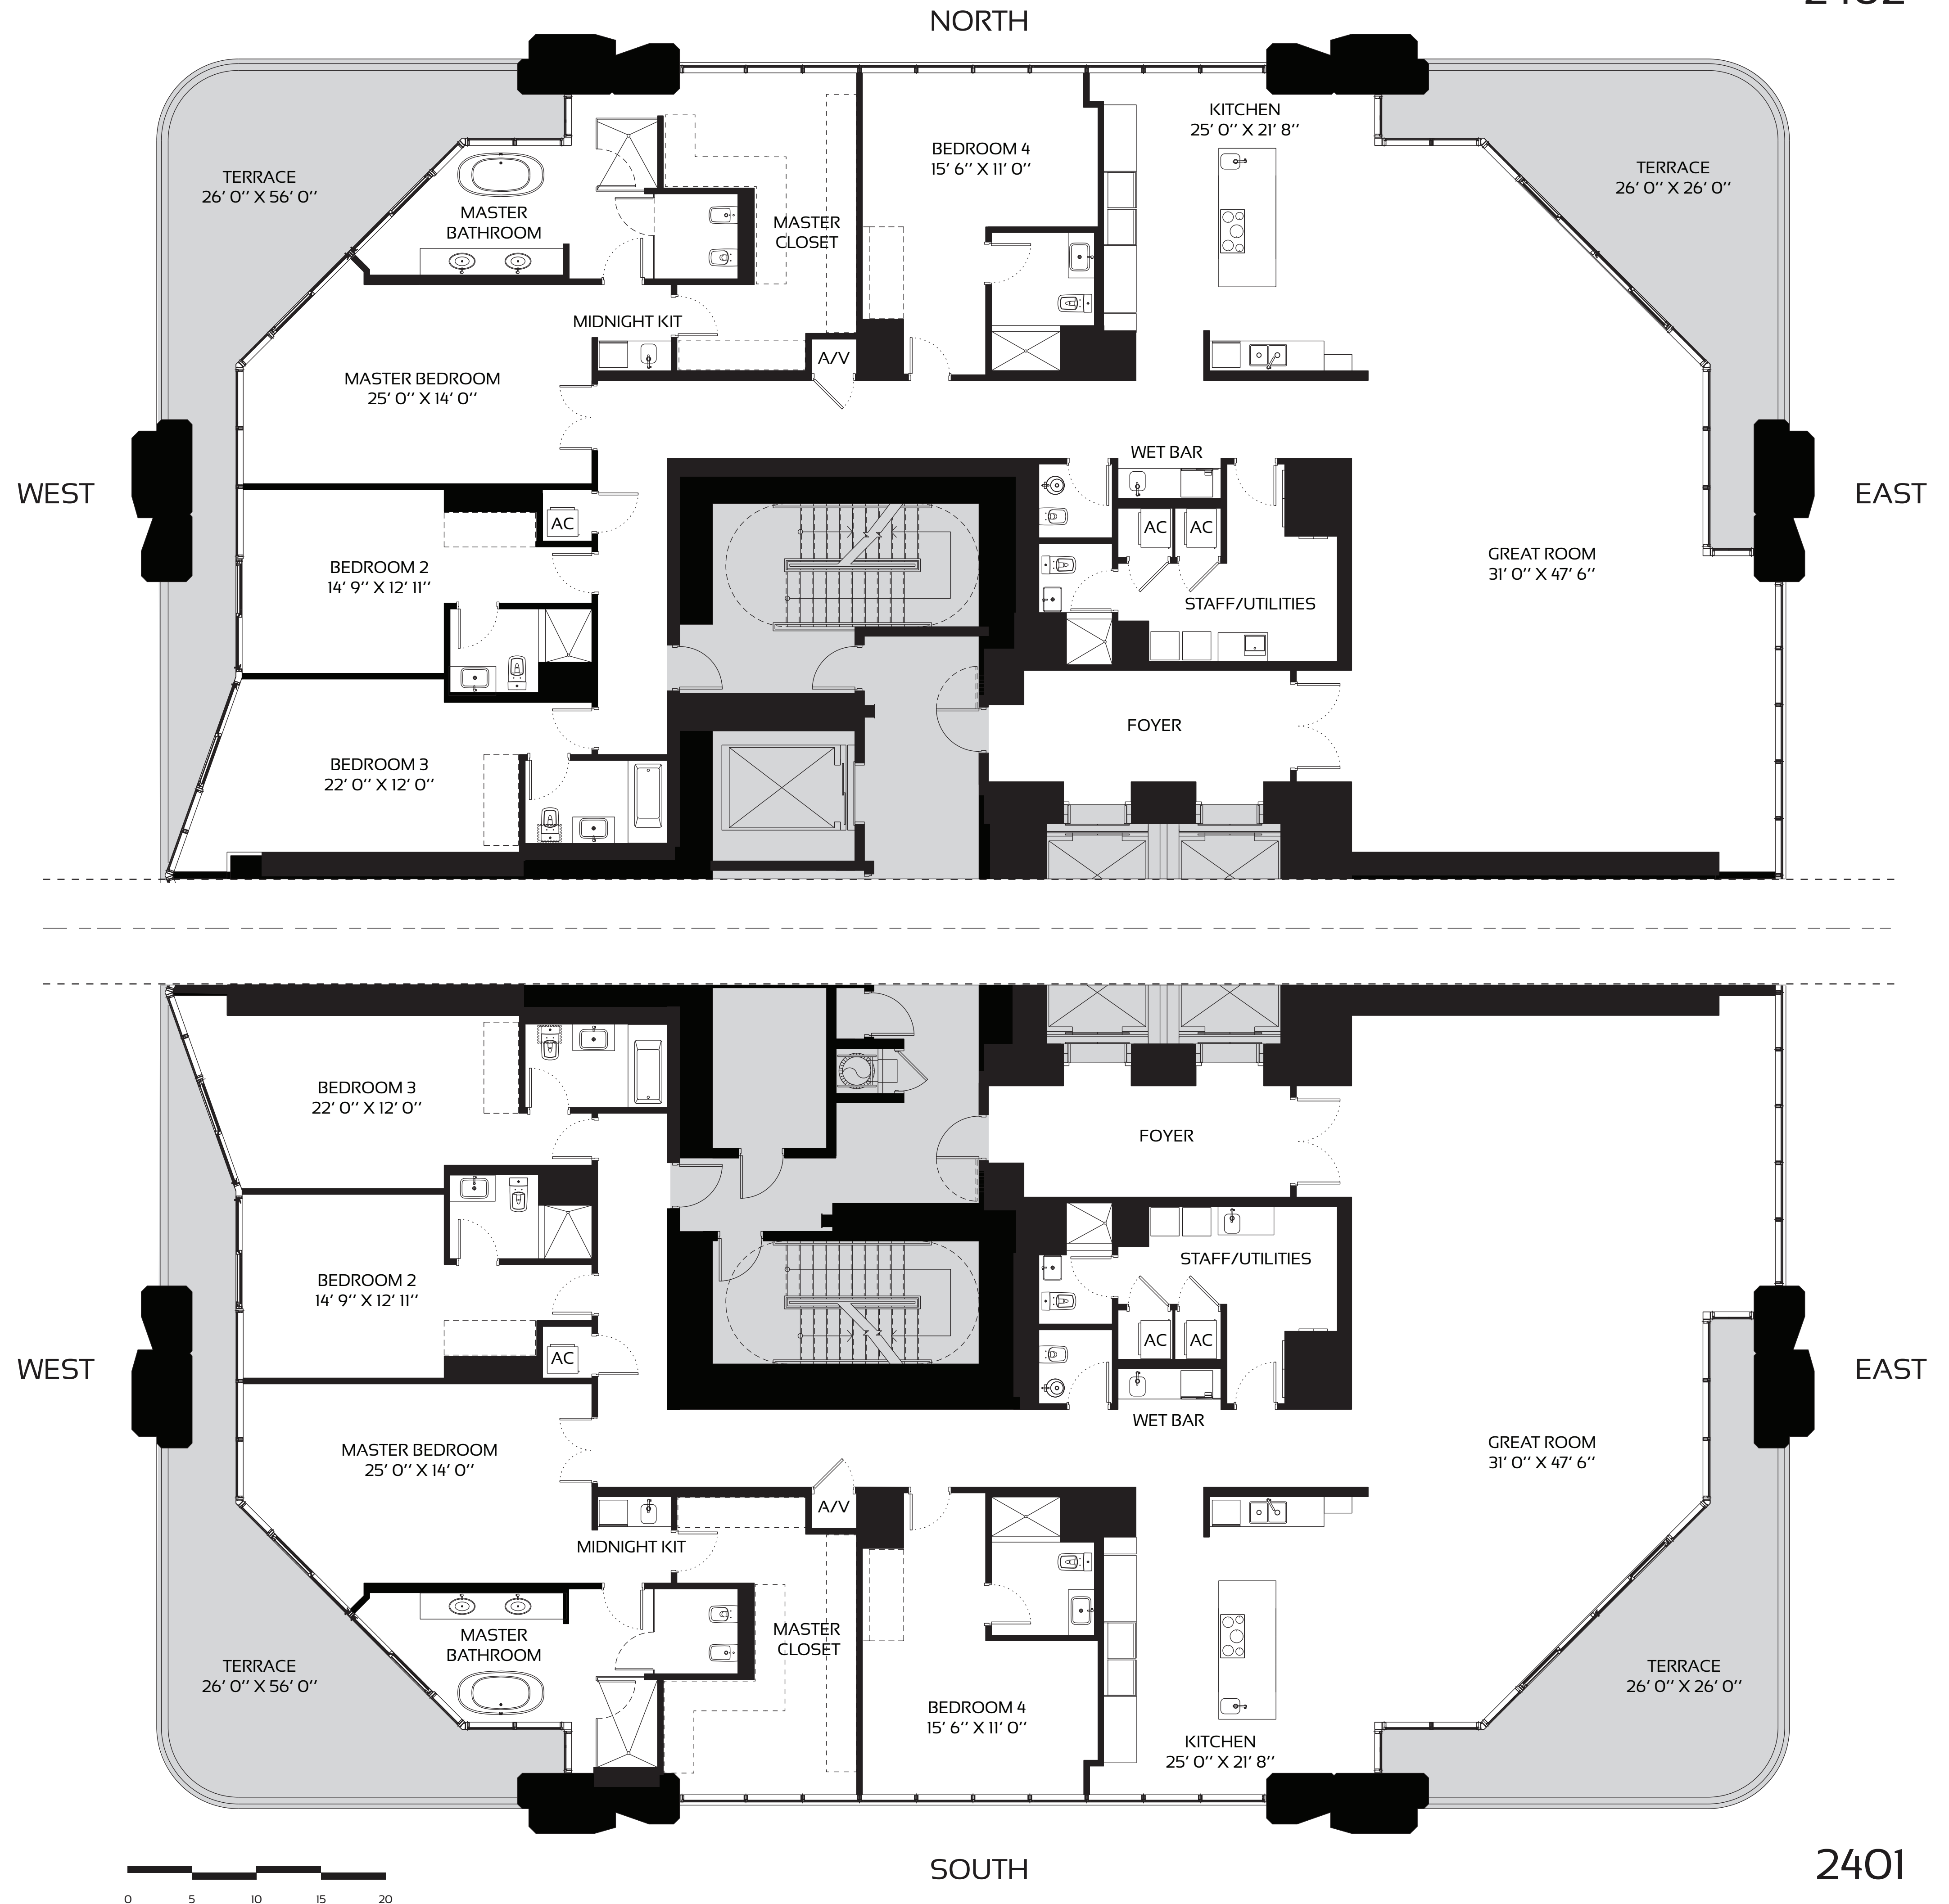 NORTH
KITCHEN
25' 0'' X 21' 8''
BEDROOM 4
15' 6'' X 11' 0''
TERRACE
26' 0'' X 56' 0''
TERRACE
26' 0'' X 26' 0''
MASTER
BATHROOM
MASTER
CLOSET
MIDNIGHT KIT
A/V
MASTER BEDROOM
25' 0'' X 14' 0''
WET BAR
WEST
EAST
AC
AC
AC
BEDROOM 2
14' 9'' X 12' 11''
GREAT ROOM
31' 0'' X 47' 6''
STAFF/UTILITIES
FOYER
BEDROOM 3
22' 0'' X 12' 0''
BEDROOM 3
22' 0'' X 12' 0''
FOYER
STAFF/UTILITIES
BEDROOM 2
14' 9'' X 12' 11''
AC
AC
AC
WEST
EAST
WET BAR
MASTER BEDROOM
25' 0'' X 14' 0''
GREAT ROOM
31' 0'' X 47' 6''
A/V
MIDNIGHT KIT
MASTER
BATHROOM
MASTER
CLOSET
TERRACE
26' 0'' X 56' 0''
TERRACE
26' 0'' X 26' 0''
BEDROOM 4
15' 6'' X 11' 0''
KITCHEN
25' 0'' X 21' 8''
SOUTH
2401
0 5 10 15 20